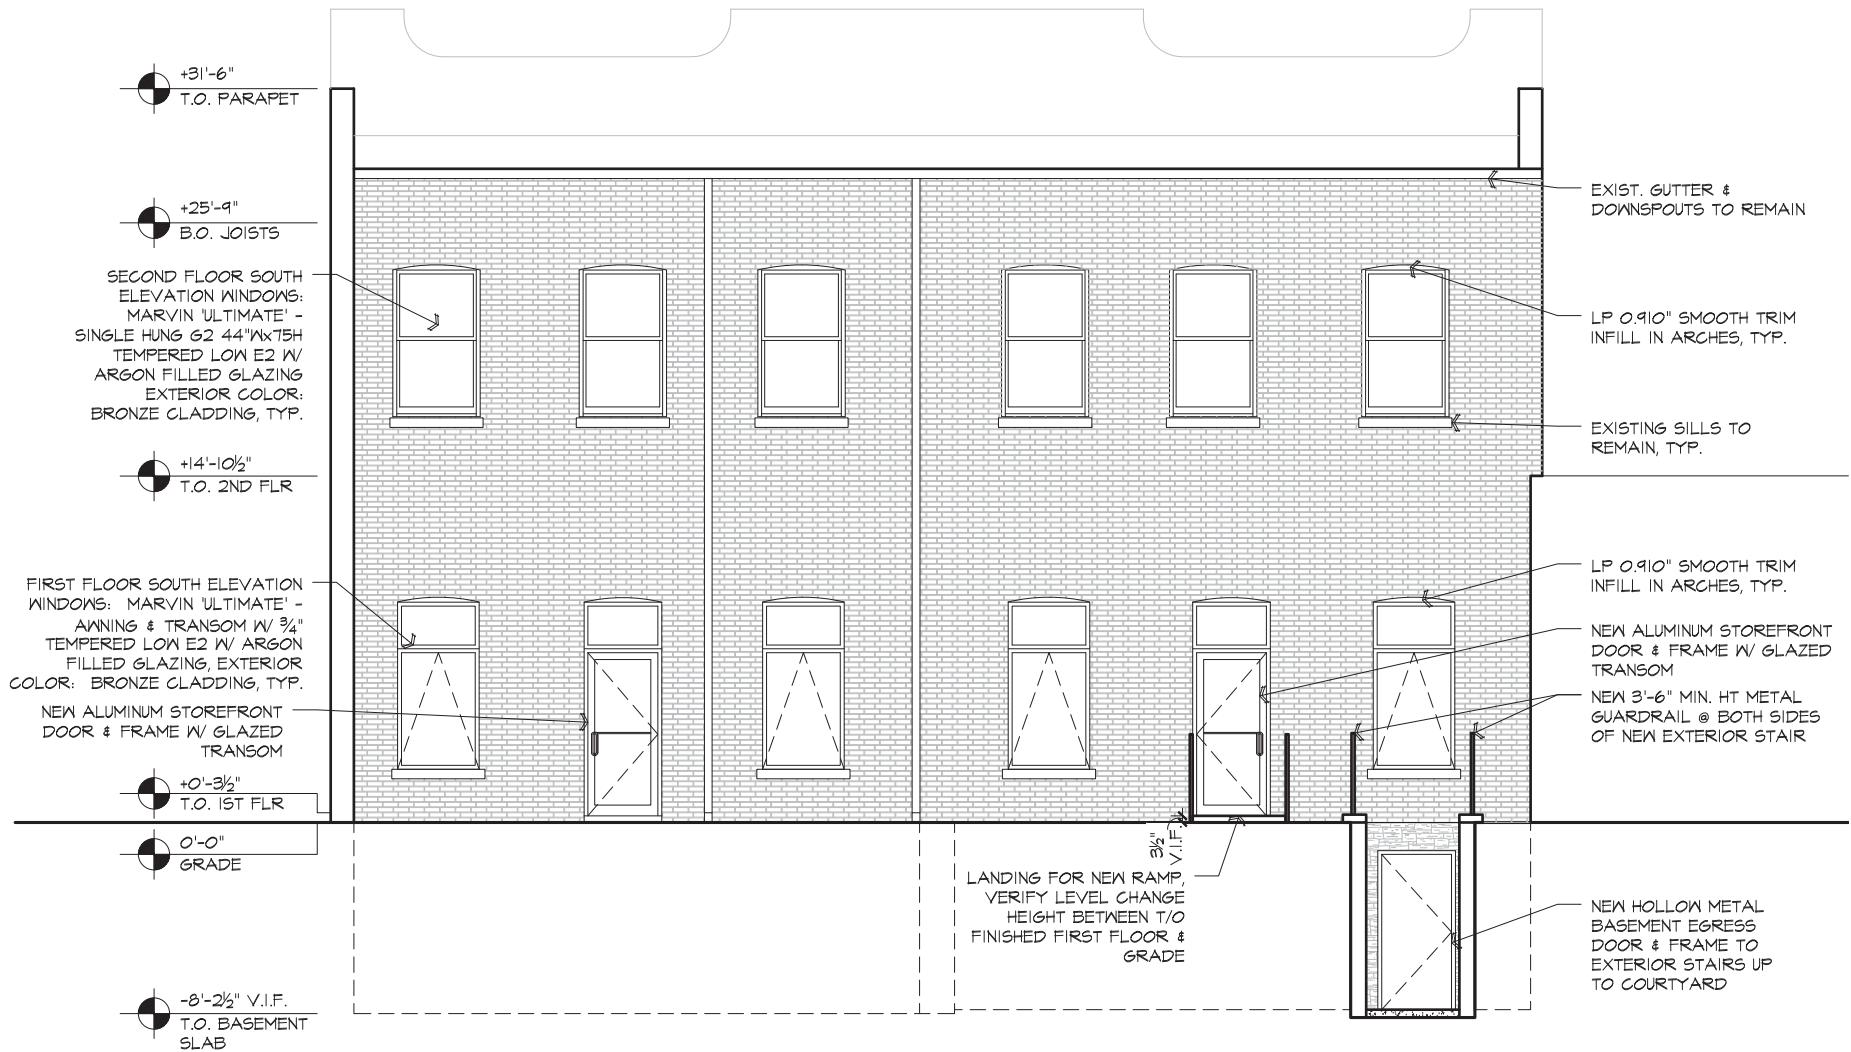 +31'-6"
T.O. PARAPET
+25'-9"
B.O. JOISTS
SECOND FLOOR SOUTH
ELEVATION WINDOWS:
MARVIN 'ULTIMATE' -
SINGLE HUNG G2 44"Wx75H
TEMPERED LOW E2 W/
ARGON FILLED GLAZING
EXTERIOR COLOR:
BRONZE CLADDING, TYP.
+14'-10½"
T.O. 2ND FLR
FIRST FLOOR SOUTH ELEVATION
WINDOWS: MARVIN 'ULTIMATE' -
AWNING & TRANSOM W/ ¾"
TEMPERED LOW E2 W/ ARGON
FILLED GLAZING, EXTERIOR
COLOR: BRONZE CLADDING, TYP.
NEW ALUMINUM STOREFRONT
DOOR & FRAME W/ GLAZED
TRANSOM
+0'-3½"
T.O. 1ST FLR
0'-0"
GRADE
-8'-2½" V.I.F.
T.O. BASEMENT
SLAB
3½"
V.I.F.
LANDING FOR NEW RAMP,
VERIFY LEVEL CHANGE
HEIGHT BETWEEN T/O
FINISHED FIRST FLOOR &
GRADE
EXIST. GUTTER &
DOWNSPOUTS TO REMAIN
LP 0.910" SMOOTH TRIM
INFILL IN ARCHES, TYP.
EXISTING SILLS TO
REMAIN, TYP.
LP 0.910" SMOOTH TRIM
INFILL IN ARCHES, TYP.
NEW ALUMINUM STOREFRONT
DOOR & FRAME W/ GLAZED
TRANSOM
NEW 3'-6" MIN. HT METAL
GUARDRAIL @ BOTH SIDES
OF NEW EXTERIOR STAIR
NEW HOLLOW METAL
BASEMENT EGRESS
DOOR & FRAME TO
EXTERIOR STAIRS UP
TO COURTYARD